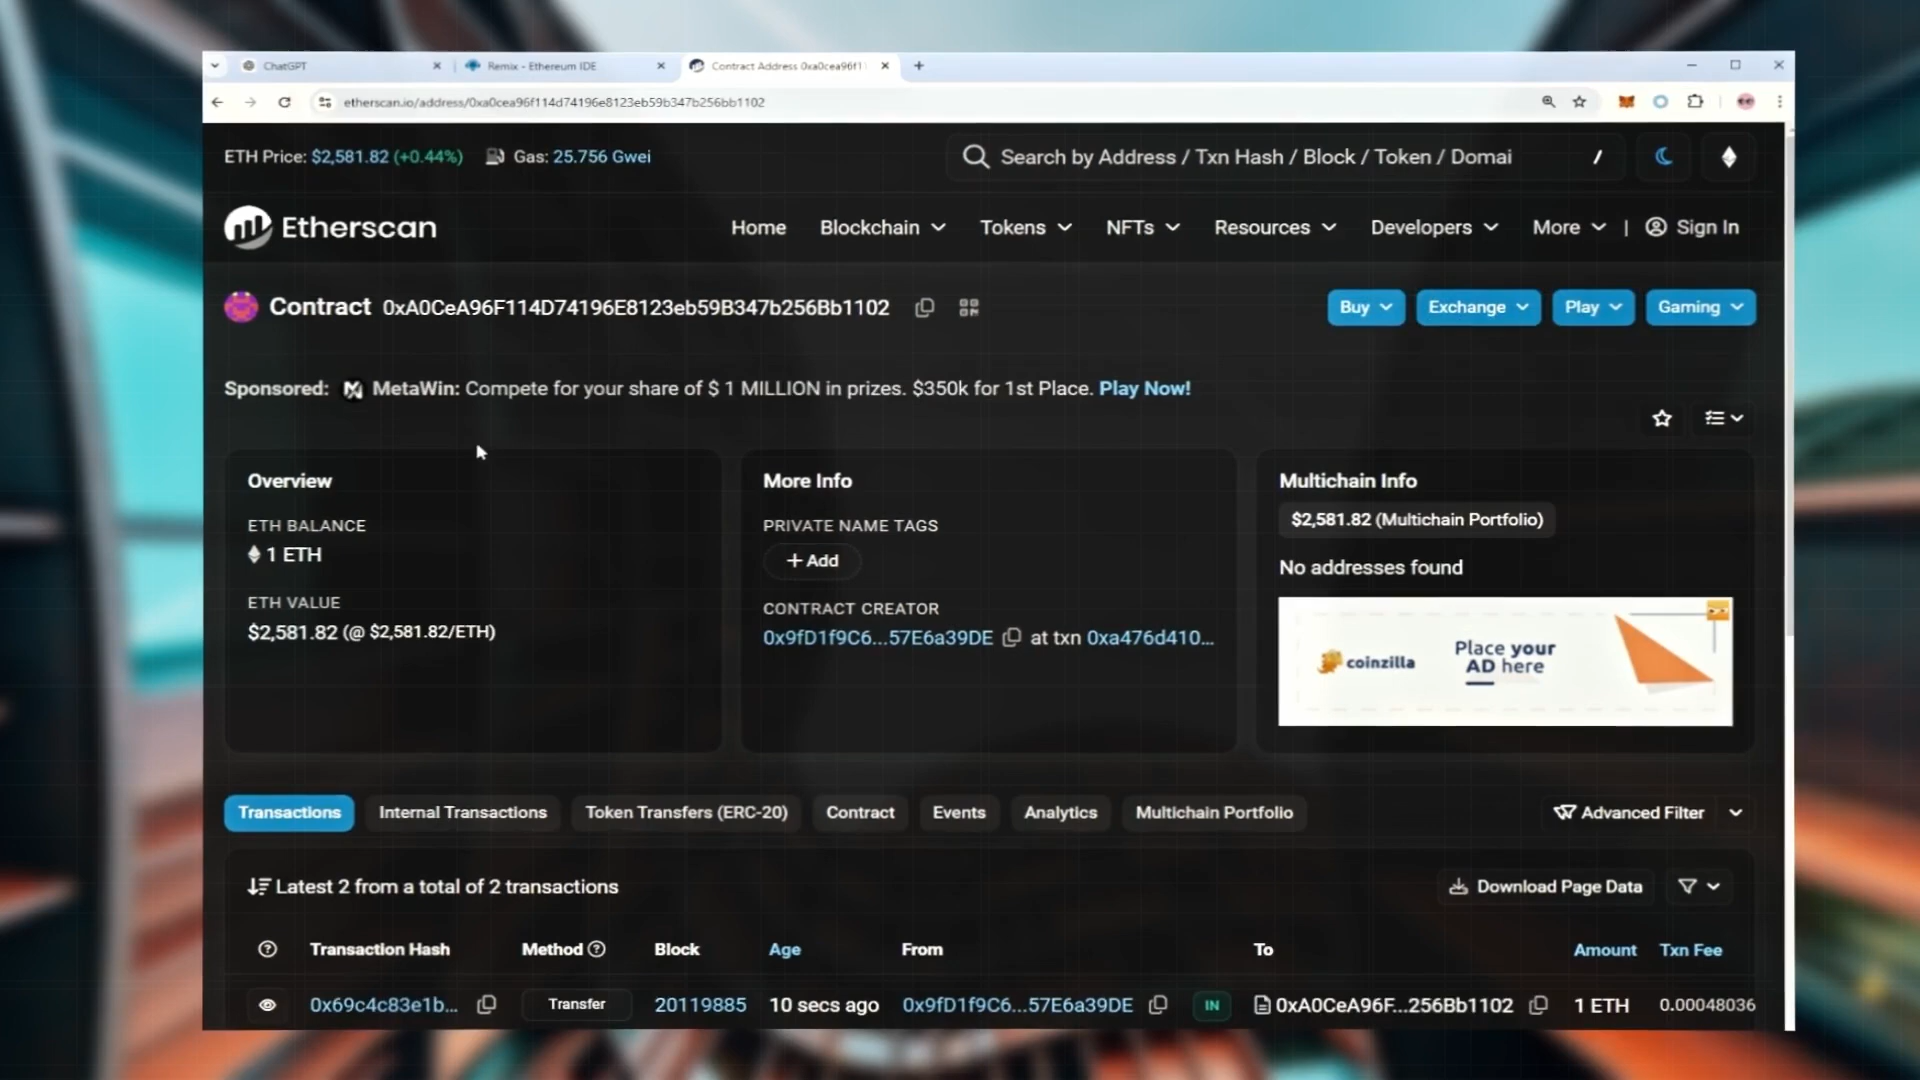 ChatGPT
Remix - Ethereum IDE
Contract Address 0xa0cea96f1
etherscan.io/address/0xa0cea96f114d74196e8123eb59b347b256bb1102
ETH Price: $2,581.82 (+0.44%)
Gas: 25.756 Gwei
Search by Address / Txn Hash / Block / Token / Domai
/
Etherscan
Home
Blockchain
Tokens
NFTs
Resources
Developers
More
|
Sign In
Contract 0xA0CeA96F114D74196E8123eb59B347b256Bb1102
Buy
Exchange
Play
Gaming
Sponsored: MetaWin: Compete for your share of $ 1 MILLION in prizes. $350k for 1st Place. Play Now!
Overview
ETH BALANCE
1 ETH
ETH VALUE
$2,581.82 (@ $2,581.82/ETH)
More Info
PRIVATE NAME TAGS
+ Add
CONTRACT CREATOR
0x9fD1f9C6...57E6a39DE at txn 0xa476d410...
Multichain Info
$2,581.82 (Multichain Portfolio)
No addresses found
coinzilla
Place your
AD here
Transactions
Internal Transactions
Token Transfers (ERC-20)
Contract
Events
Analytics
Multichain Portfolio
Advanced Filter
Latest 2 from a total of 2 transactions
Download Page Data
Transaction Hash
Method
Block
Age
From
To
Amount
Txn Fee
0x69c4c83e1b...
Transfer
20119885
10 secs ago
0x9fD1f9C6...57E6a39DE
IN
0xA0CeA96F...256Bb1102
1 ETH
0.00048036